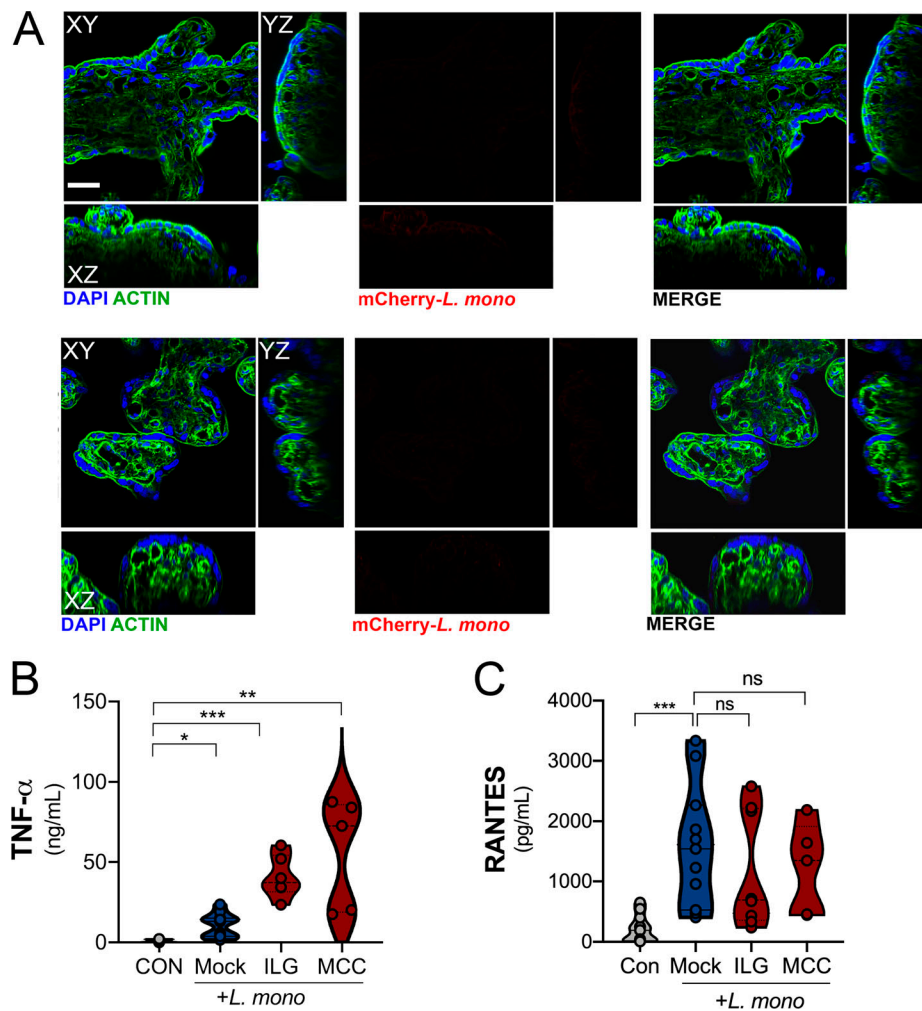 A
XY YZ
XZ
DAPI ACTIN mCherry-L. mono MERGE
XY YZ
XZ
DAPI ACTIN mCherry-L. mono MERGE
B
TNF-α
(ng/mL)
150
100
50
0
**
***
*
CON Mock ILG MCC
+L. mono
C
RANTES
(pg/mL)
4000
3000
2000
1000
0
ns
*** ns
Con Mock ILG MCC
+L. mono